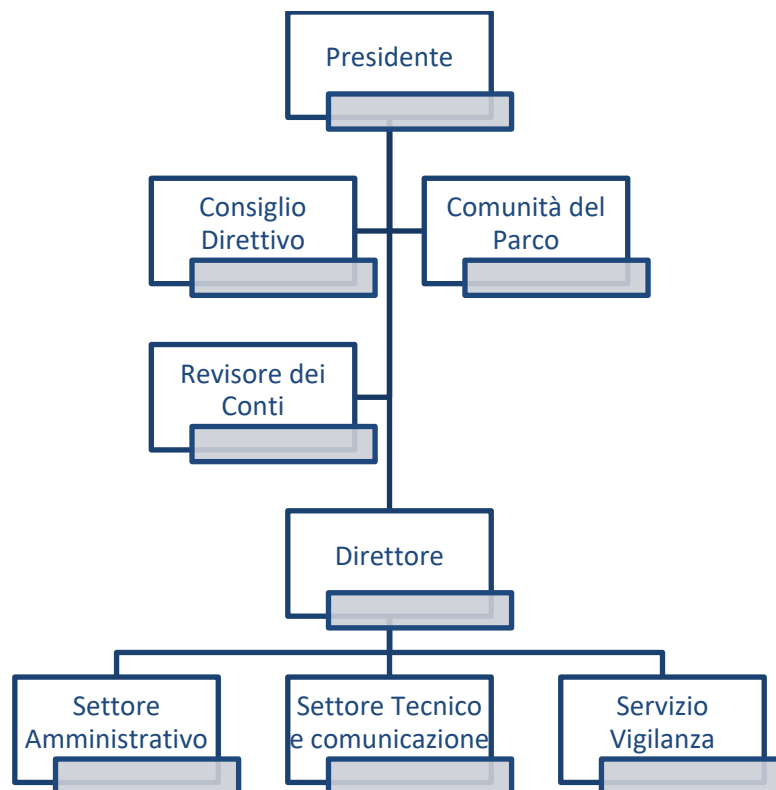 Presidente
Consiglio
Direttivo
Comunità del
Parco
Revisore dei
Conti
Direttore
Settore
Amministrativo
Settore Tecnico
e comunicazione
Servizio
Vigilanza